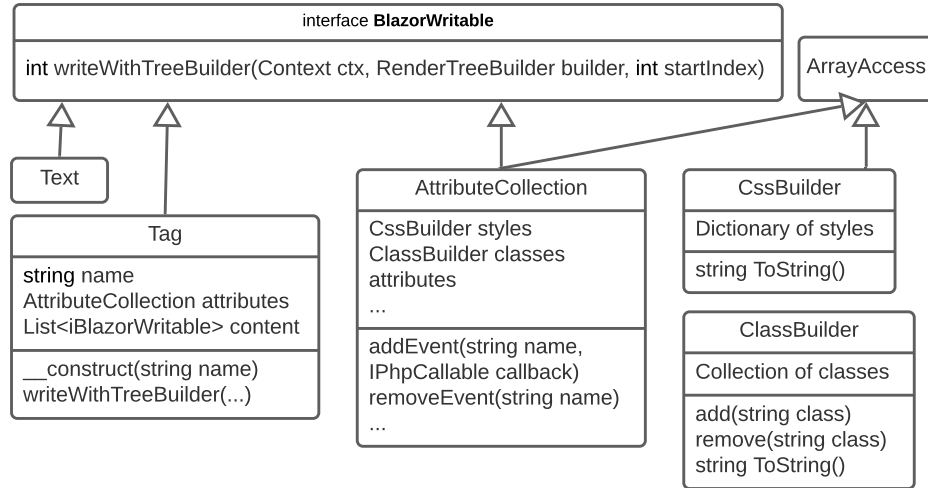 interface BlazorWritable
int writeWithTreeBuilder(Context ctx, RenderTreeBuilder builder, int startIndex)
ArrayAccess
Text
Tag
string name
AttributeCollection attributes
List<iBlazorWritable> content
__construct(string name)
writeWithTreeBuilder(...)
AttributeCollection
CssBuilder styles
ClassBuilder classes
attributes
...
addEvent(string name,
IPhpCallable callback)
removeEvent(string name)
...
CssBuilder
Dictionary of styles
string ToString()
ClassBuilder
Collection of classes
add(string class)
remove(string class)
string ToString()